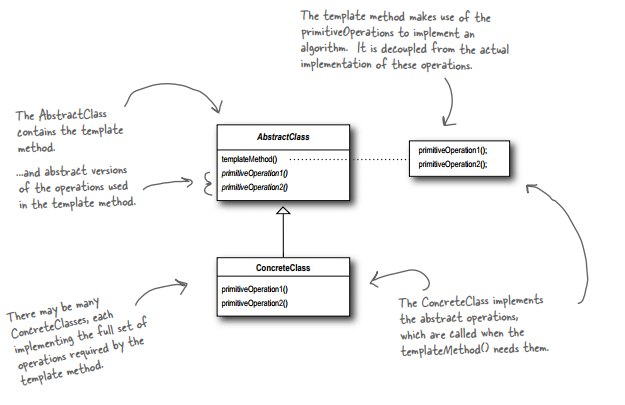 The template method makes use of the
primitiveOperations to implement an
algorithm. It is decoupled from the actual
implementation of these operations.
The AbstractClass
contains the template
method.
...and abstract versions
of the operations used
in the template method.
AbstractClass
templateMethod()
primitiveOperation1()
primitiveOperation2()
primitiveOperation1();
primitiveOperation2();
ConcreteClass
primitiveOperation1()
primitiveOperation2()
There may be many
ConcreteClasses, each
implementing the full set of
operations required by the
template method.
The ConcreteClass implements
the abstract operations,
which are called when the
templateMethod() needs them.